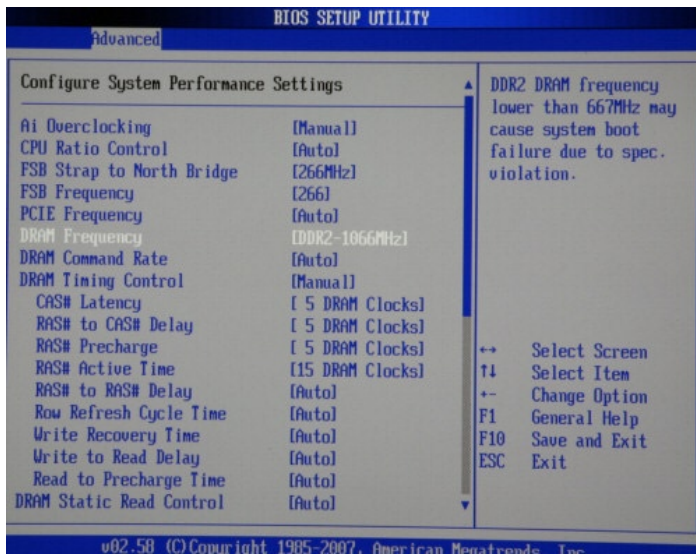 BIOS SETUP UTILITY
Advanced
Configure System Performance Settings
Ai Overclocking [Manual]
CPU Ratio Control [Auto]
FSB Strap to North Bridge [266MHz]
FSB Frequency [266]
PCIE Frequency [Auto]
DRAM Frequency [DDR2-1066MHz]
DRAM Command Rate [Auto]
DRAM Timing Control [Manual]
CAS# Latency [ 5 DRAM Clocks]
RAS# to CAS# Delay [ 5 DRAM Clocks]
RAS# Precharge [ 5 DRAM Clocks]
RAS# Active Time [15 DRAM Clocks]
RAS# to RAS# Delay [Auto]
Row Refresh Cycle Time [Auto]
Write Recovery Time [Auto]
Write to Read Delay [Auto]
Read to Precharge Time [Auto]
DRAM Static Read Control [Auto]
DDR2 DRAM frequency
lower than 667MHz may
cause system boot
failure due to spec.
violation.
↔ Select Screen
↑↓ Select Item
+- Change Option
F1 General Help
F10 Save and Exit
ESC Exit
v02.58 (C)Copyright 1985-2007, American Megatrends, Inc.